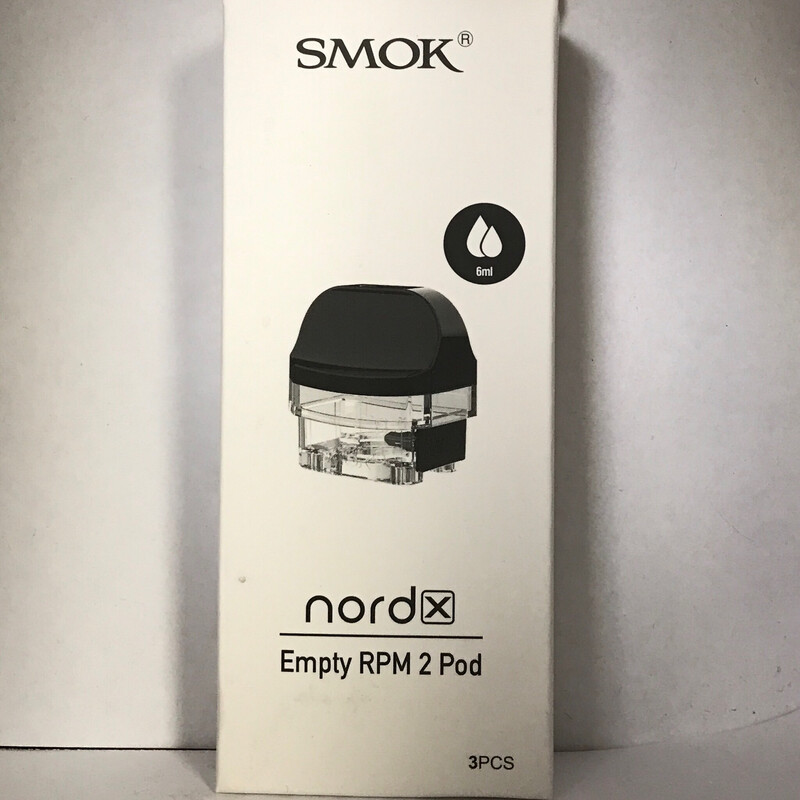 SMOK®
6ml
nordx
Empty RPM 2 Pod
3PCS